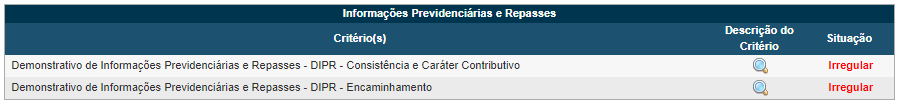 Informações Previdenciárias e Repasses
Critério(s) Descrição do Critério Situação
Demonstrativo de Informações Previdenciárias e Repasses - DIPR - Consistência e Caráter Contributivo Irregular
Demonstrativo de Informações Previdenciárias e Repasses - DIPR - Encaminhamento Irregular